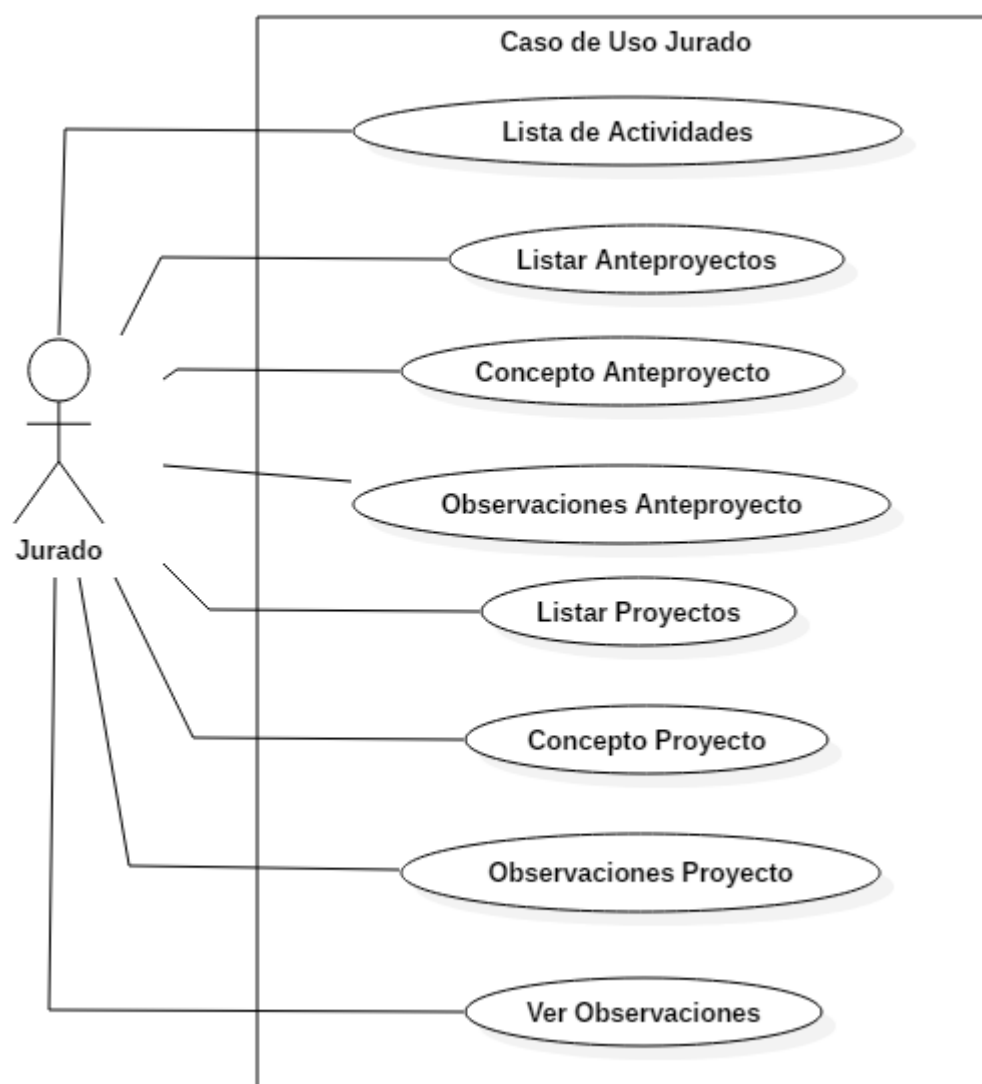 Caso de Uso Jurado
Lista de Actividades
Listar Anteproyectos
Concepto Anteproyecto
Observaciones Anteproyecto
Jurado
Listar Proyectos
Concepto Proyecto
Observaciones Proyecto
Ver Observaciones